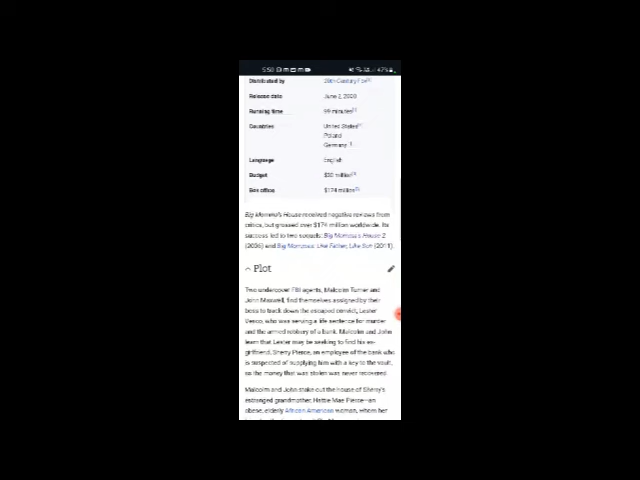 5:50
47%
Distributed by 20th Century Fox
Release date June 2, 2000
Running time 99 minutes
Countries United States
Poland
Germany
Language English
Budget $30 million
Box office $174 million
Big Momma's House received negative reviews from
critics, but grossed over $174 million worldwide. Its
success led to two sequels: Big Momma's House 2
(2006) and Big Mommas: Like Father, Like Son (2011).
Plot
Two undercover FBI agents, Malcolm Turner and
John Maxwell, find themselves assigned by their
boss to track down the escaped convict, Lester
Vesco, who was serving a life sentence for murder
and the armed robbery of a bank. Malcolm and John
learn that Lester may be seeking to find his ex-
girlfriend, Sherry Pierce, an employee of the bank who
is suspected of supplying him with a key to the vault,
as the money that was stolen was never recovered.
Malcolm and John stake out the house of Sherry's
estranged grandmother, Hattie Mae Pierce—an
obese, elderly African American woman, whom her